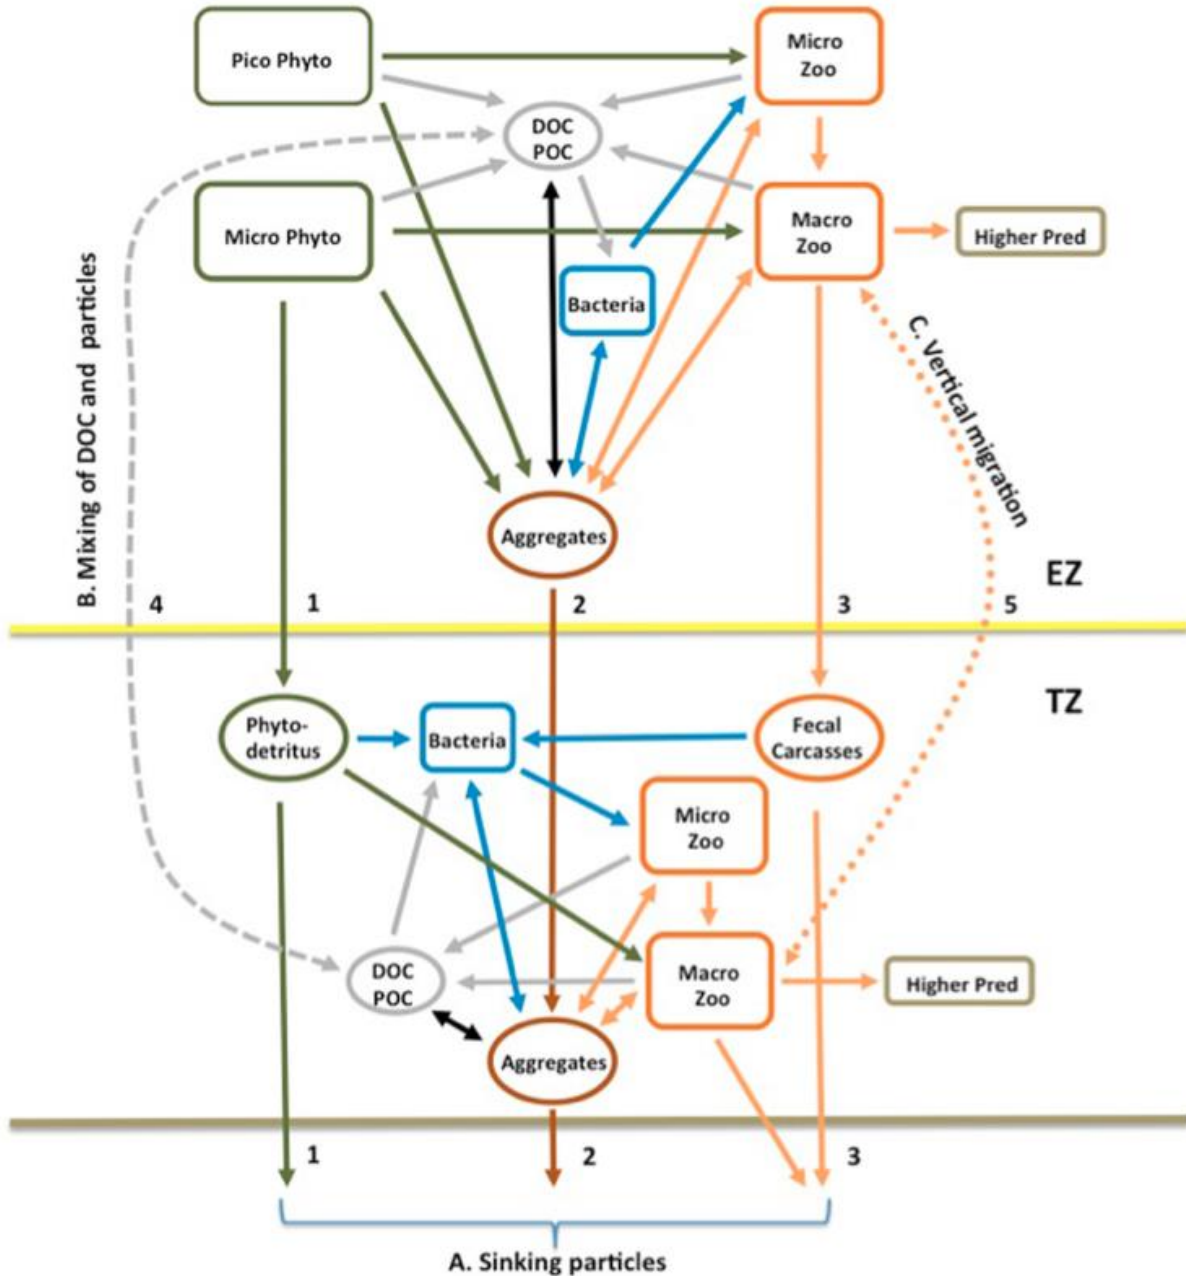 Pico Phyto
Micro
Zoo
DOC
POC
Micro Phyto
Macro
Zoo
Higher Pred
Bacteria
B. Mixing of DOC and particles
C. Vertical migration
Aggregates
EZ
4
1
2
3
5
TZ
Phyto-
detritus
Bacteria
Fecal
Carcasses
Micro
Zoo
DOC
POC
Macro
Zoo
Higher Pred
Aggregates
1
2
3
A. Sinking particles